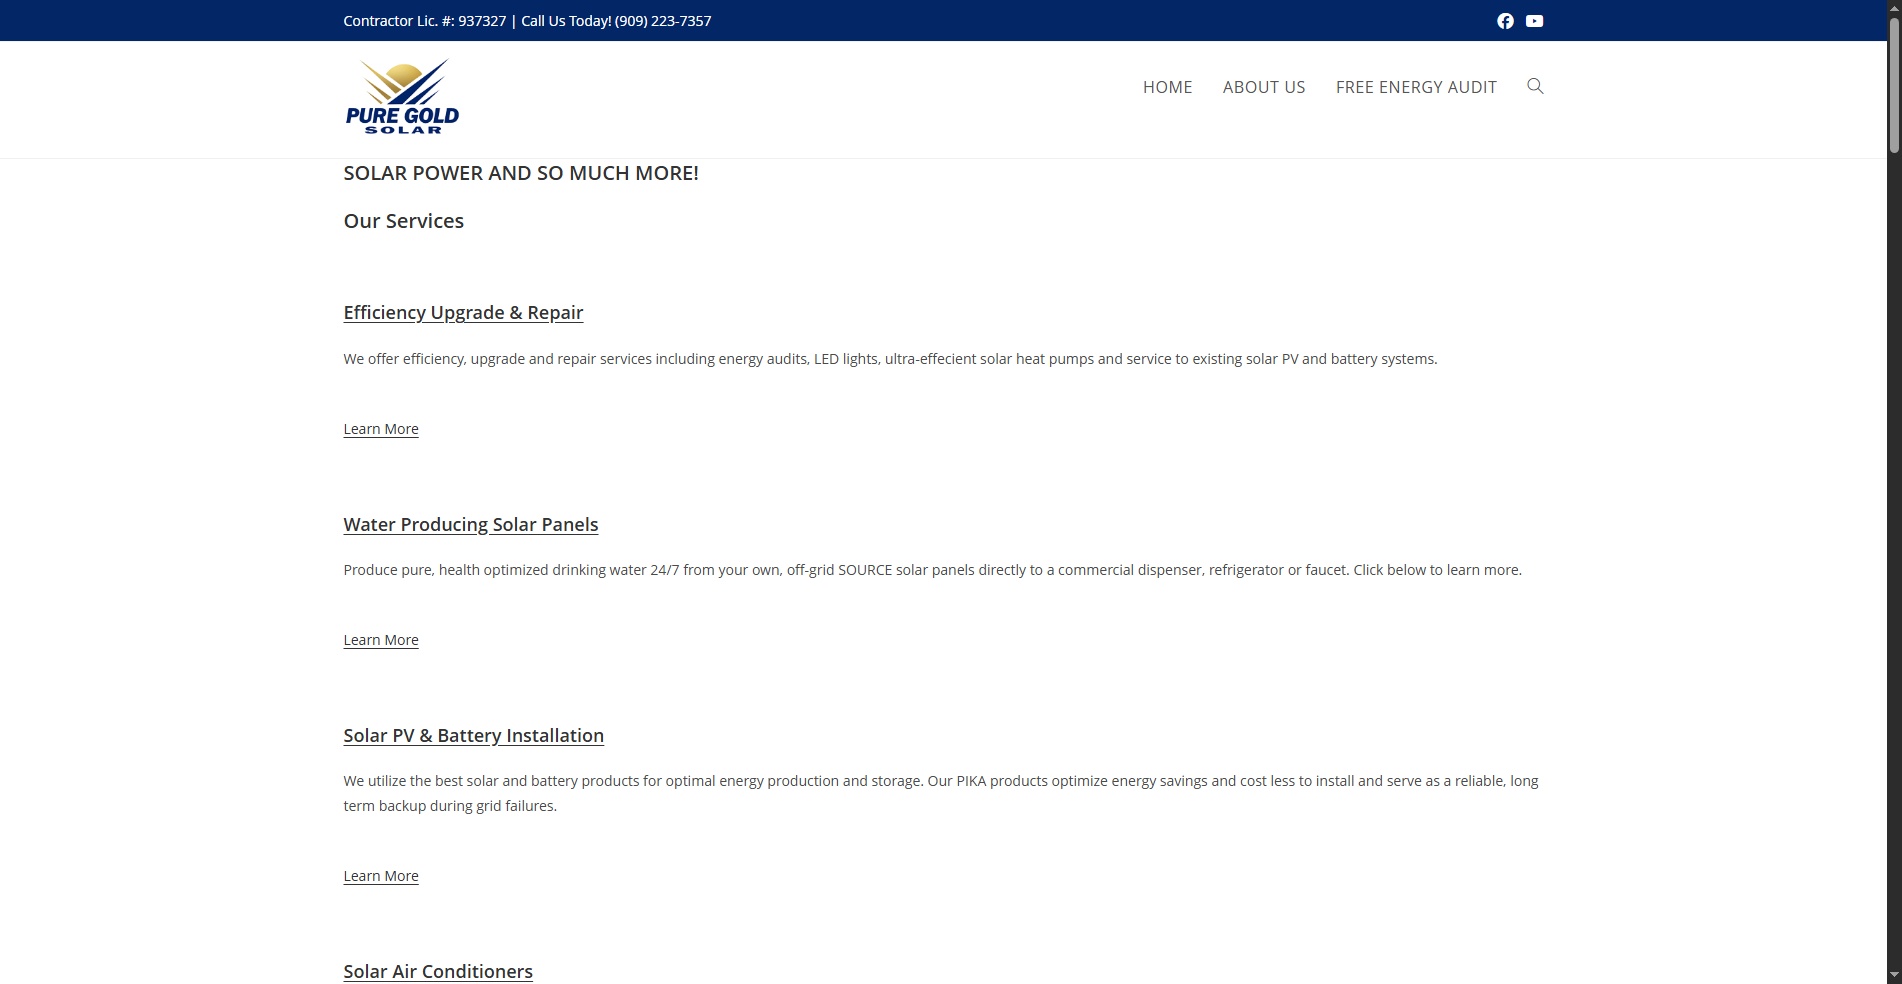 Contractor Lic. #: 937327 | Call Us Today! (909) 223-7357
PURE GOLD
SOLAR
HOME
ABOUT US
FREE ENERGY AUDIT
SOLAR POWER AND SO MUCH MORE!
Our Services
Efficiency Upgrade & Repair
We offer efficiency, upgrade and repair services including energy audits, LED lights, ultra-effecient solar heat pumps and service to existing solar PV and battery systems.
Learn More
Water Producing Solar Panels
Produce pure, health optimized drinking water 24/7 from your own, off-grid SOURCE solar panels directly to a commercial dispenser, refrigerator or faucet. Click below to learn more.
Learn More
Solar PV & Battery Installation
We utilize the best solar and battery products for optimal energy production and storage. Our PIKA products optimize energy savings and cost less to install and serve as a reliable, long
term backup during grid failures.
Learn More
Solar Air Conditioners